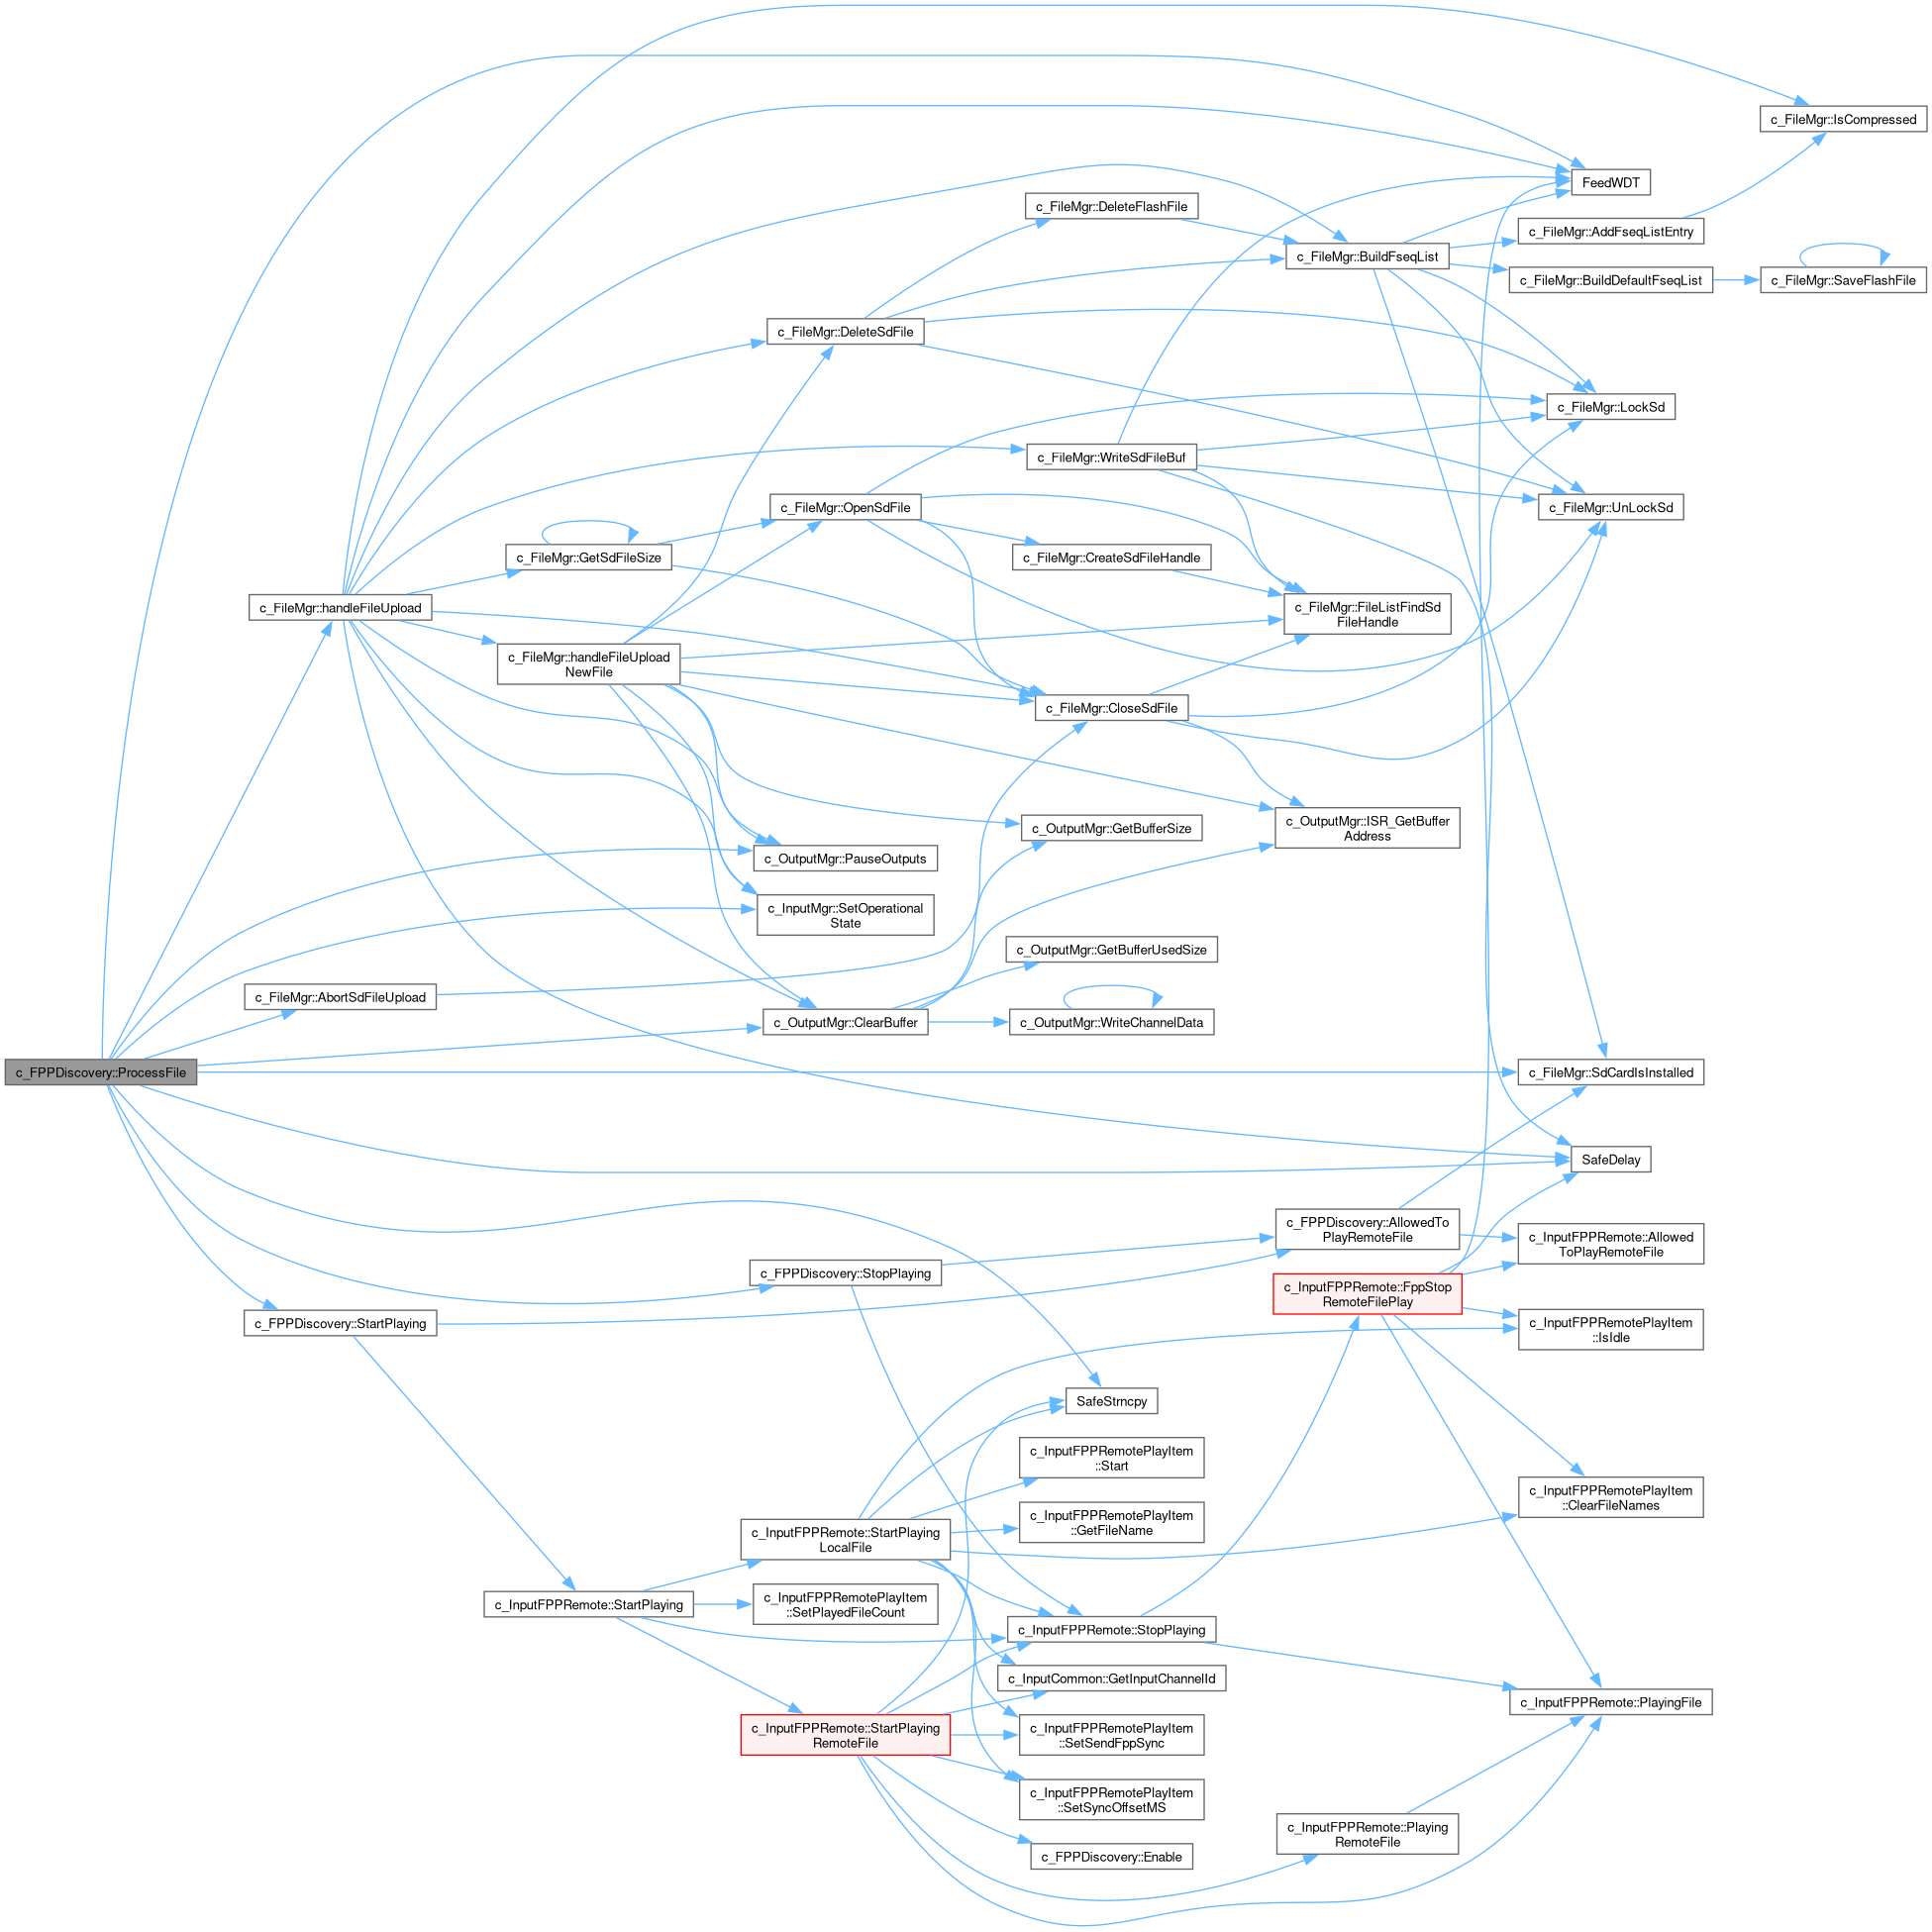 c_FileMgr::IsCompressed
FeedWDT
c_FileMgr::DeleteFlashFile
c_FileMgr::AddFseqListEntry
c_FileMgr::BuildFseqList
c_FileMgr::BuildDefaultFseqList
c_FileMgr::SaveFlashFile
c_FileMgr::DeleteSdFile
c_FileMgr::LockSd
c_FileMgr::WriteSdFileBuf
c_FileMgr::OpenSdFile
c_FileMgr::UnLockSd
c_FileMgr::GetSdFileSize
c_FileMgr::CreateSdFileHandle
c_FileMgr::handleFileUpload
c_FileMgr::FileListFindSd
FileHandle
c_FileMgr::handleFileUpload
NewFile
c_FileMgr::CloseSdFile
c_OutputMgr::GetBufferSize
c_OutputMgr::ISR_GetBuffer
Address
c_OutputMgr::PauseOutputs
c_InputMgr::SetOperational
State
c_OutputMgr::GetBufferUsedSize
c_FileMgr::AbortSdFileUpload
c_OutputMgr::ClearBuffer
c_OutputMgr::WriteChannelData
c_FPPDiscovery::ProcessFile
c_FileMgr::SdCardIsInstalled
SafeDelay
c_FPPDiscovery::AllowedTo
PlayRemoteFile
c_InputFPPRemote::Allowed
ToPlayRemoteFile
c_FPPDiscovery::StopPlaying
c_InputFPPRemote::FppStop
RemoteFilePlay
c_FPPDiscovery::StartPlaying
c_InputFPPRemotePlayItem
::IsIdle
SafeStrncpy
c_InputFPPRemotePlayItem
::Start
c_InputFPPRemotePlayItem
::ClearFileNames
c_InputFPPRemotePlayItem
::GetFileName
c_InputFPPRemote::StartPlaying
LocalFile
c_InputFPPRemote::StartPlaying
c_InputFPPRemotePlayItem
::SetPlayedFileCount
c_InputFPPRemote::StopPlaying
c_InputCommon::GetInputChannelId
c_InputFPPRemote::PlayingFile
c_InputFPPRemote::StartPlaying
RemoteFile
c_InputFPPRemotePlayItem
::SetSendFppSync
c_InputFPPRemotePlayItem
::SetSyncOffsetMS
c_InputFPPRemote::Playing
RemoteFile
c_FPPDiscovery::Enable